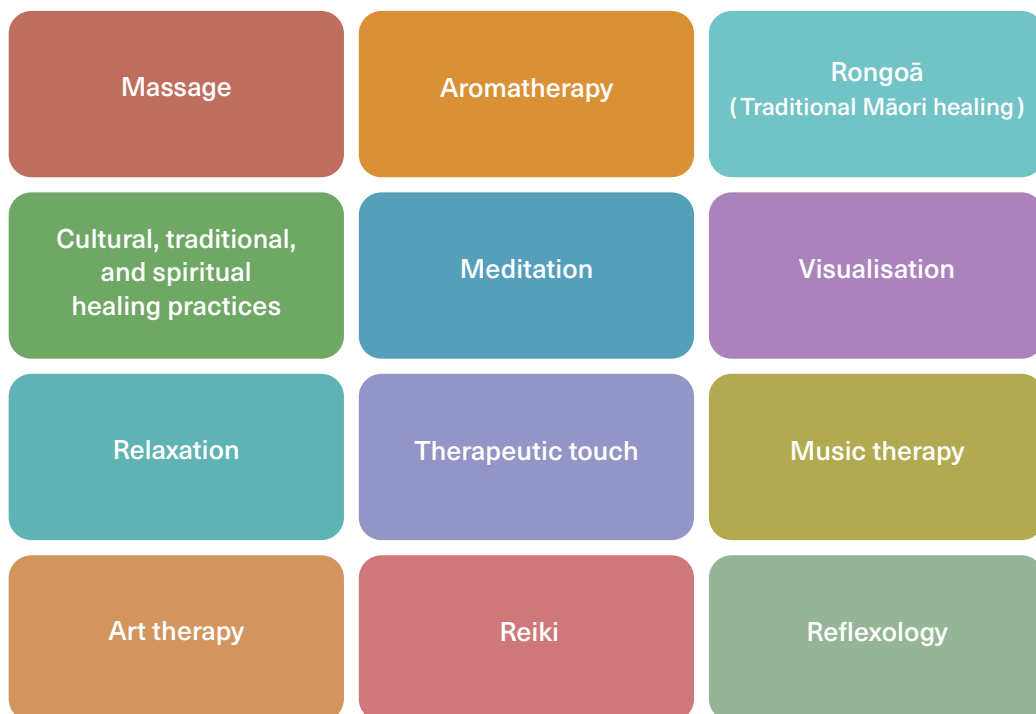 Massage
Aromatherapy
Rongoā
(Traditional Māori healing)
Cultural, traditional,
and spiritual
healing practices
Meditation
Visualisation
Relaxation
Therapeutic touch
Music therapy
Art therapy
Reiki
Reflexology